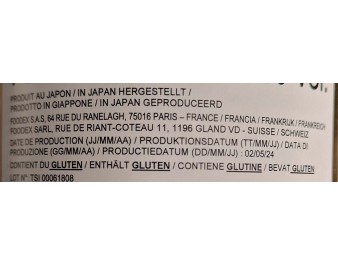 PRODUIT AU JAPON / IN JAPAN HERGESTELLT /
PRODOTTO IN GIAPPONE / IN JAPAN GEPRODUCEERD
FOODEX S.A.S, 64 RUE DU RANELAGH, 75016 PARIS – FRANCE / FRANCIA / FRANKRIJK / FRANKREICH
FOODEX SARL, RUE DE RIANT-COTEAU 11, 1196 GLAND VD - SUISSE / SCHWEIZ
DATE DE PRODUCTION (JJ/MM/AA) / PRODUKTIONSDATUM (TT/MM/JJ) / DATA DI
PRODUZIONE (GG/MM/AA) / PRODUCTIEDATUM (DD/MM/JJ) : 02/05/24
CONTIENT DU GLUTEN / ENTHÄLT GLUTEN / CONTIENE GLUTINE / BEVAT GLUTEN
LOT N°: TSI 00061808